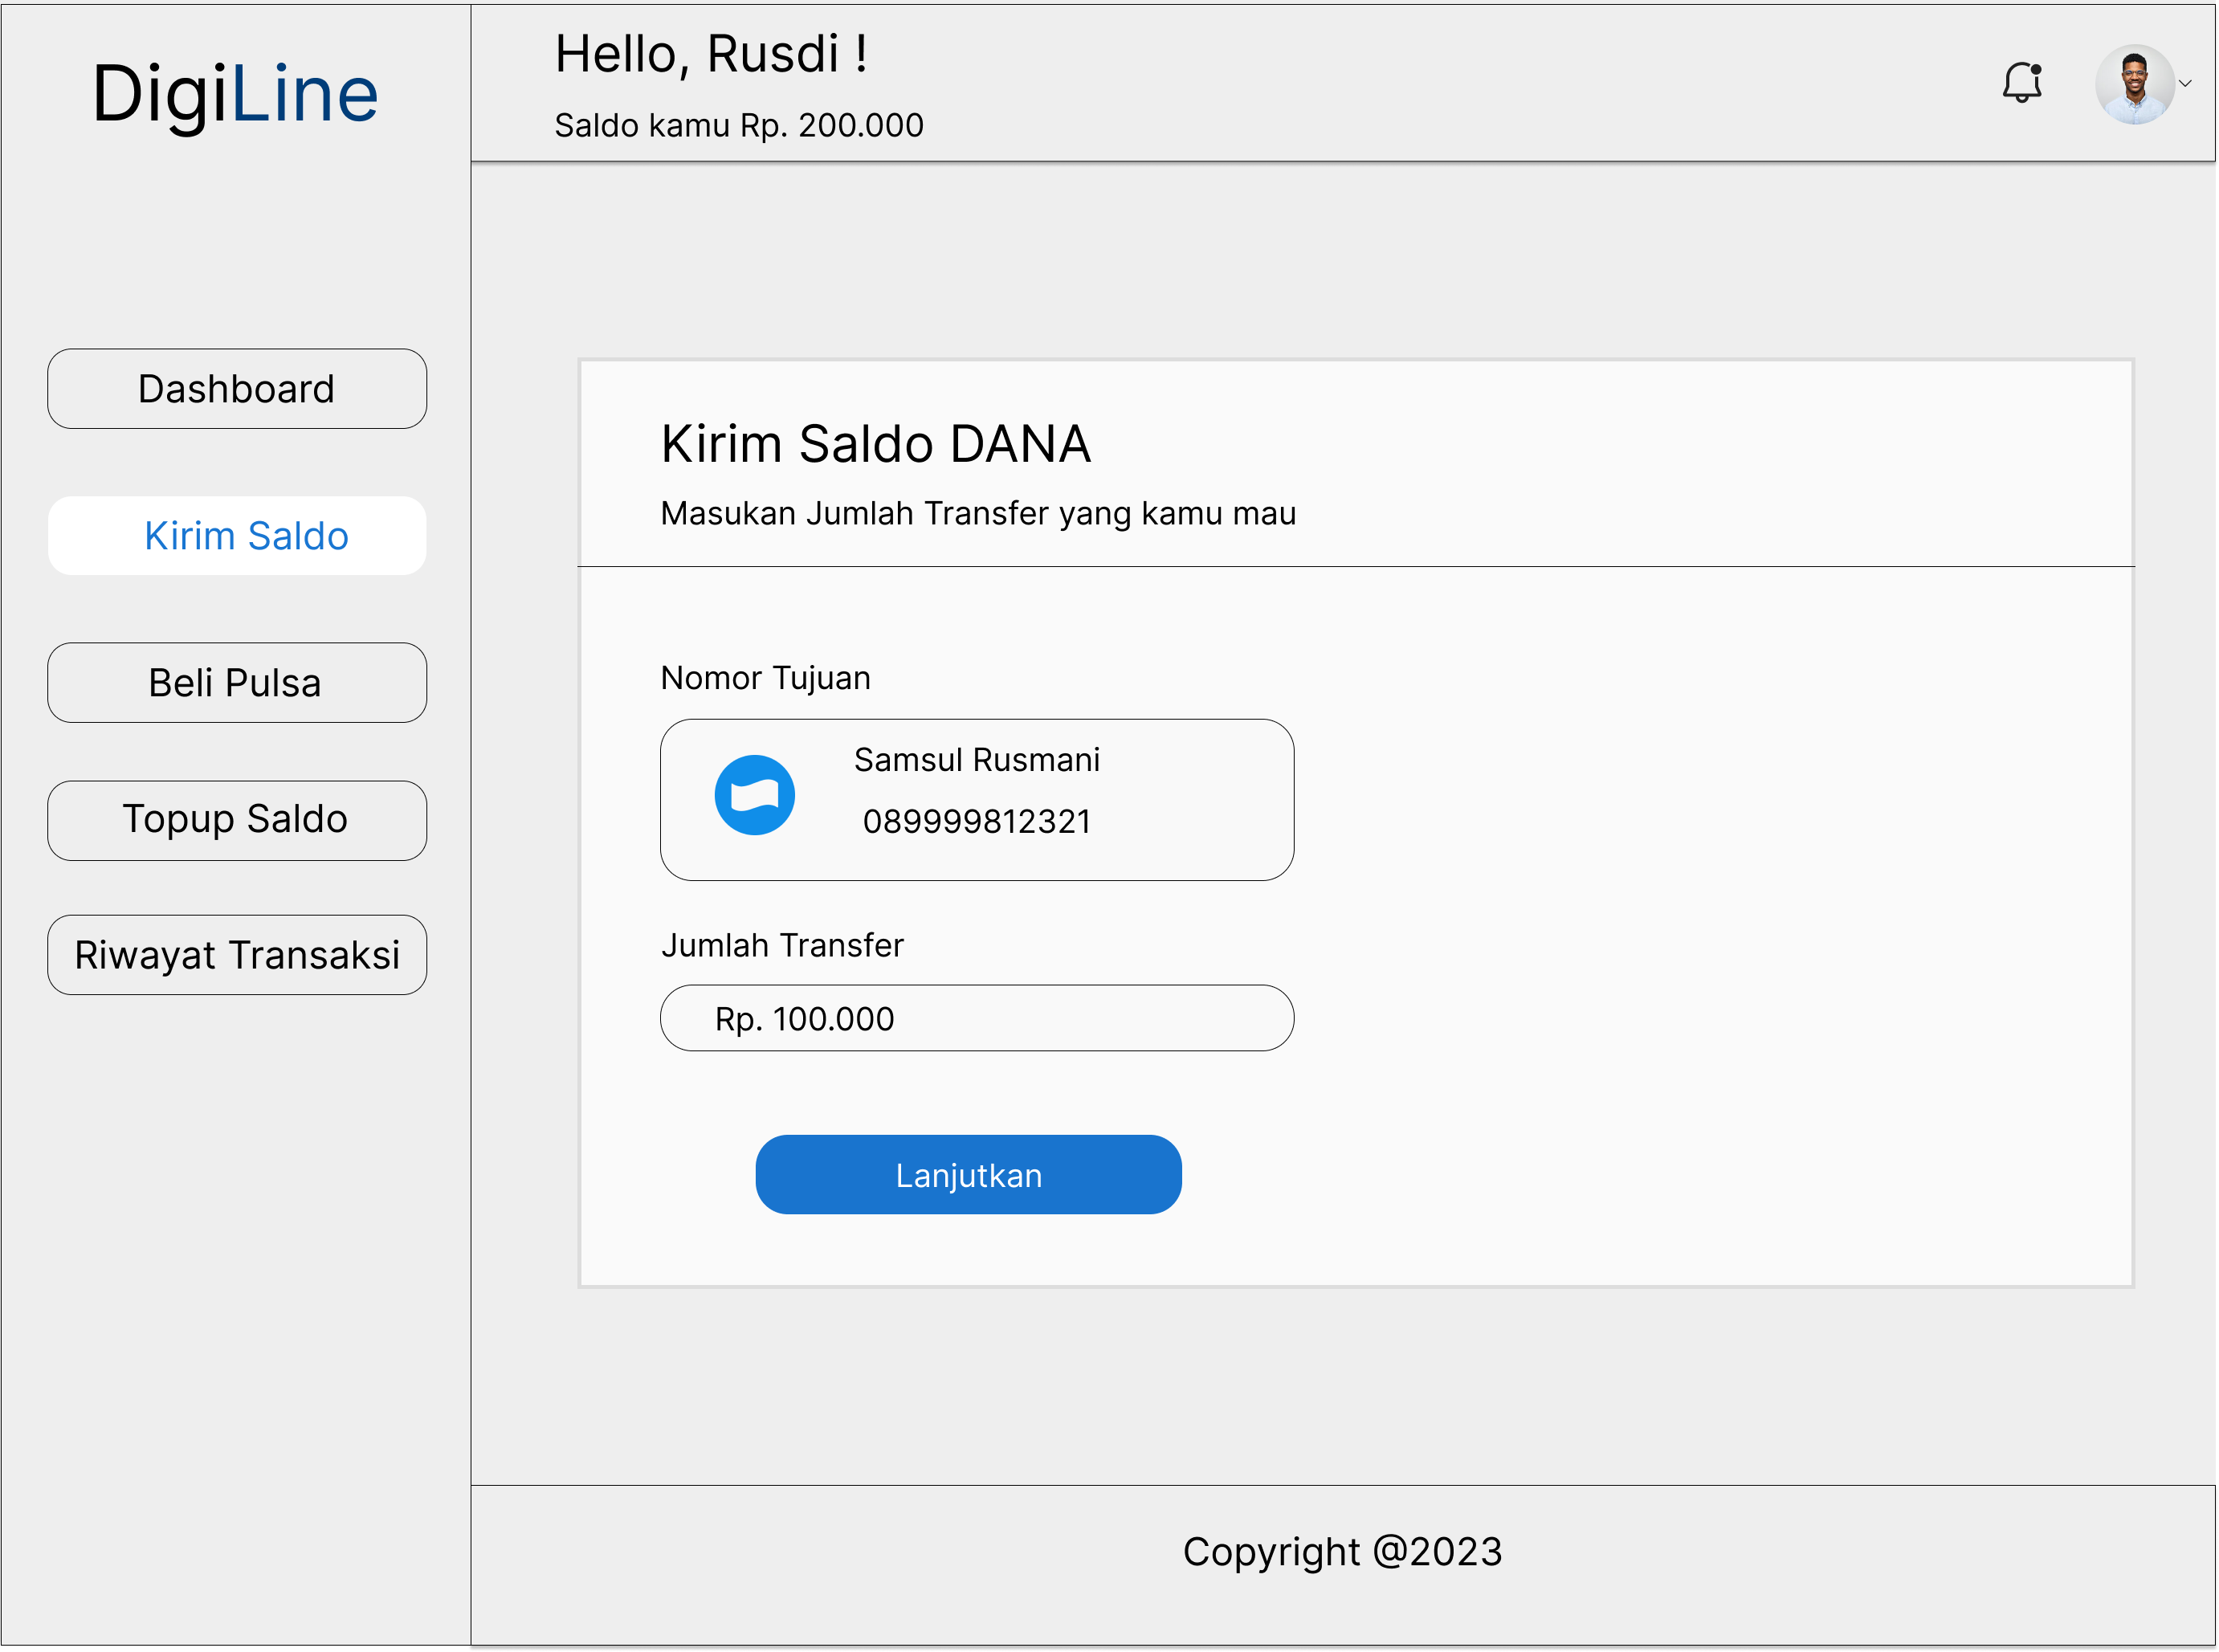 DigiLine
Hello, Rusdi !
Saldo kamu Rp. 200.000
Dashboard
Kirim Saldo
Beli Pulsa
Topup Saldo
Riwayat Transaksi
Kirim Saldo DANA
Masukan Jumlah Transfer yang kamu mau
Nomor Tujuan
Samsul Rusmani
089999812321
Jumlah Transfer
Rp. 100.000
Lanjutkan
Copyright @2023